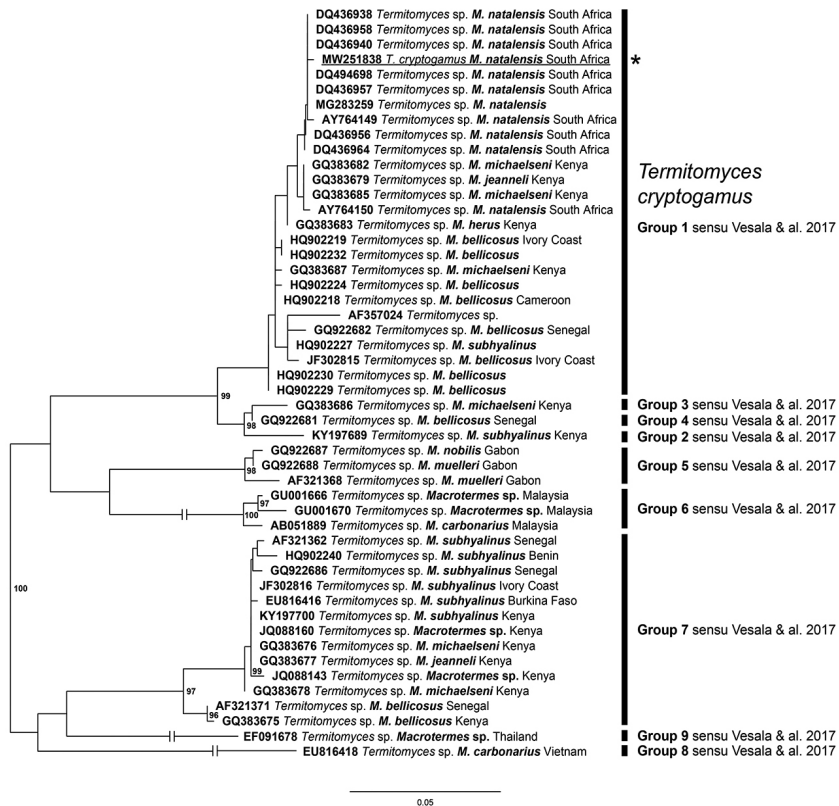 DQ436938 Termitomyces sp. M. natalensis South Africa
DQ436958 Termitomyces sp. M. natalensis South Africa
DQ436940 Termitomyces sp. M. natalensis South Africa
MW251838 T. cryptogamus M. natalensis South Africa *
DQ494698 Termitomyces sp. M. natalensis South Africa
DQ436957 Termitomyces sp. M. natalensis South Africa
MG283259 Termitomyces sp. M. natalensis
AY764149 Termitomyces sp. M. natalensis South Africa
DQ436956 Termitomyces sp. M. natalensis South Africa
DQ436964 Termitomyces sp. M. natalensis South Africa
GQ383682 Termitomyces sp. M. michaelseni Kenya
GQ383679 Termitomyces sp. M. jeanneli Kenya
GQ383685 Termitomyces sp. M. michaelseni Kenya
AY764150 Termitomyces sp. M. natalensis South Africa
GQ383683 Termitomyces sp. M. herus Kenya
HQ902219 Termitomyces sp. M. bellicosus Ivory Coast
HQ902232 Termitomyces sp. M. bellicosus
GQ383687 Termitomyces sp. M. michaelseni Kenya
HQ902224 Termitomyces sp. M. bellicosus
HQ902218 Termitomyces sp. M. bellicosus Cameroon
AF357024 Termitomyces sp.
GQ922682 Termitomyces sp. M. bellicosus Senegal
HQ902227 Termitomyces sp. M. subhyalinus
JF302815 Termitomyces sp. M. bellicosus Ivory Coast
HQ902230 Termitomyces sp. M. bellicosus
HQ902229 Termitomyces sp. M. bellicosus
Termitomyces
cryptogamus
Group 1 sensu Vesala & al. 2017
99
GQ383686 Termitomyces sp. M. michaelseni Kenya
Group 3 sensu Vesala & al. 2017
98
GQ922681 Termitomyces sp. M. bellicosus Senegal
Group 4 sensu Vesala & al. 2017
KY197689 Termitomyces sp. M. subhyalinus Kenya
Group 2 sensu Vesala & al. 2017
GQ922687 Termitomyces sp. M. nobilis Gabon
98
GQ922688 Termitomyces sp. M. muelleri Gabon
Group 5 sensu Vesala & al. 2017
AF321368 Termitomyces sp. M. muelleri Gabon
GU001666 Termitomyces sp. Macrotermes sp. Malaysia
97
100
GU001670 Termitomyces sp. Macrotermes sp. Malaysia
Group 6 sensu Vesala & al. 2017
AB051889 Termitomyces sp. M. carbonarius Malaysia
100
AF321362 Termitomyces sp. M. subhyalinus Senegal
HQ902240 Termitomyces sp. M. subhyalinus Benin
GQ922686 Termitomyces sp. M. subhyalinus Senegal
JF302816 Termitomyces sp. M. subhyalinus Ivory Coast
EU816416 Termitomyces sp. M. subhyalinus Burkina Faso
KY197700 Termitomyces sp. M. subhyalinus Kenya
JQ088160 Termitomyces sp. Macrotermes sp. Kenya
Group 7 sensu Vesala & al. 2017
GQ383676 Termitomyces sp. M. michaelseni Kenya
GQ383677 Termitomyces sp. M. jeanneli Kenya
99
JQ088143 Termitomyces sp. Macrotermes sp. Kenya
GQ383678 Termitomyces sp. M. michaelseni Kenya
97
AF321371 Termitomyces sp. M. bellicosus Senegal
96
GQ383675 Termitomyces sp. M. bellicosus Kenya
EF091678 Termitomyces sp. Macrotermes sp. Thailand
Group 9 sensu Vesala & al. 2017
EU816418 Termitomyces sp. M. carbonarius Vietnam
Group 8 sensu Vesala & al. 2017
0.05